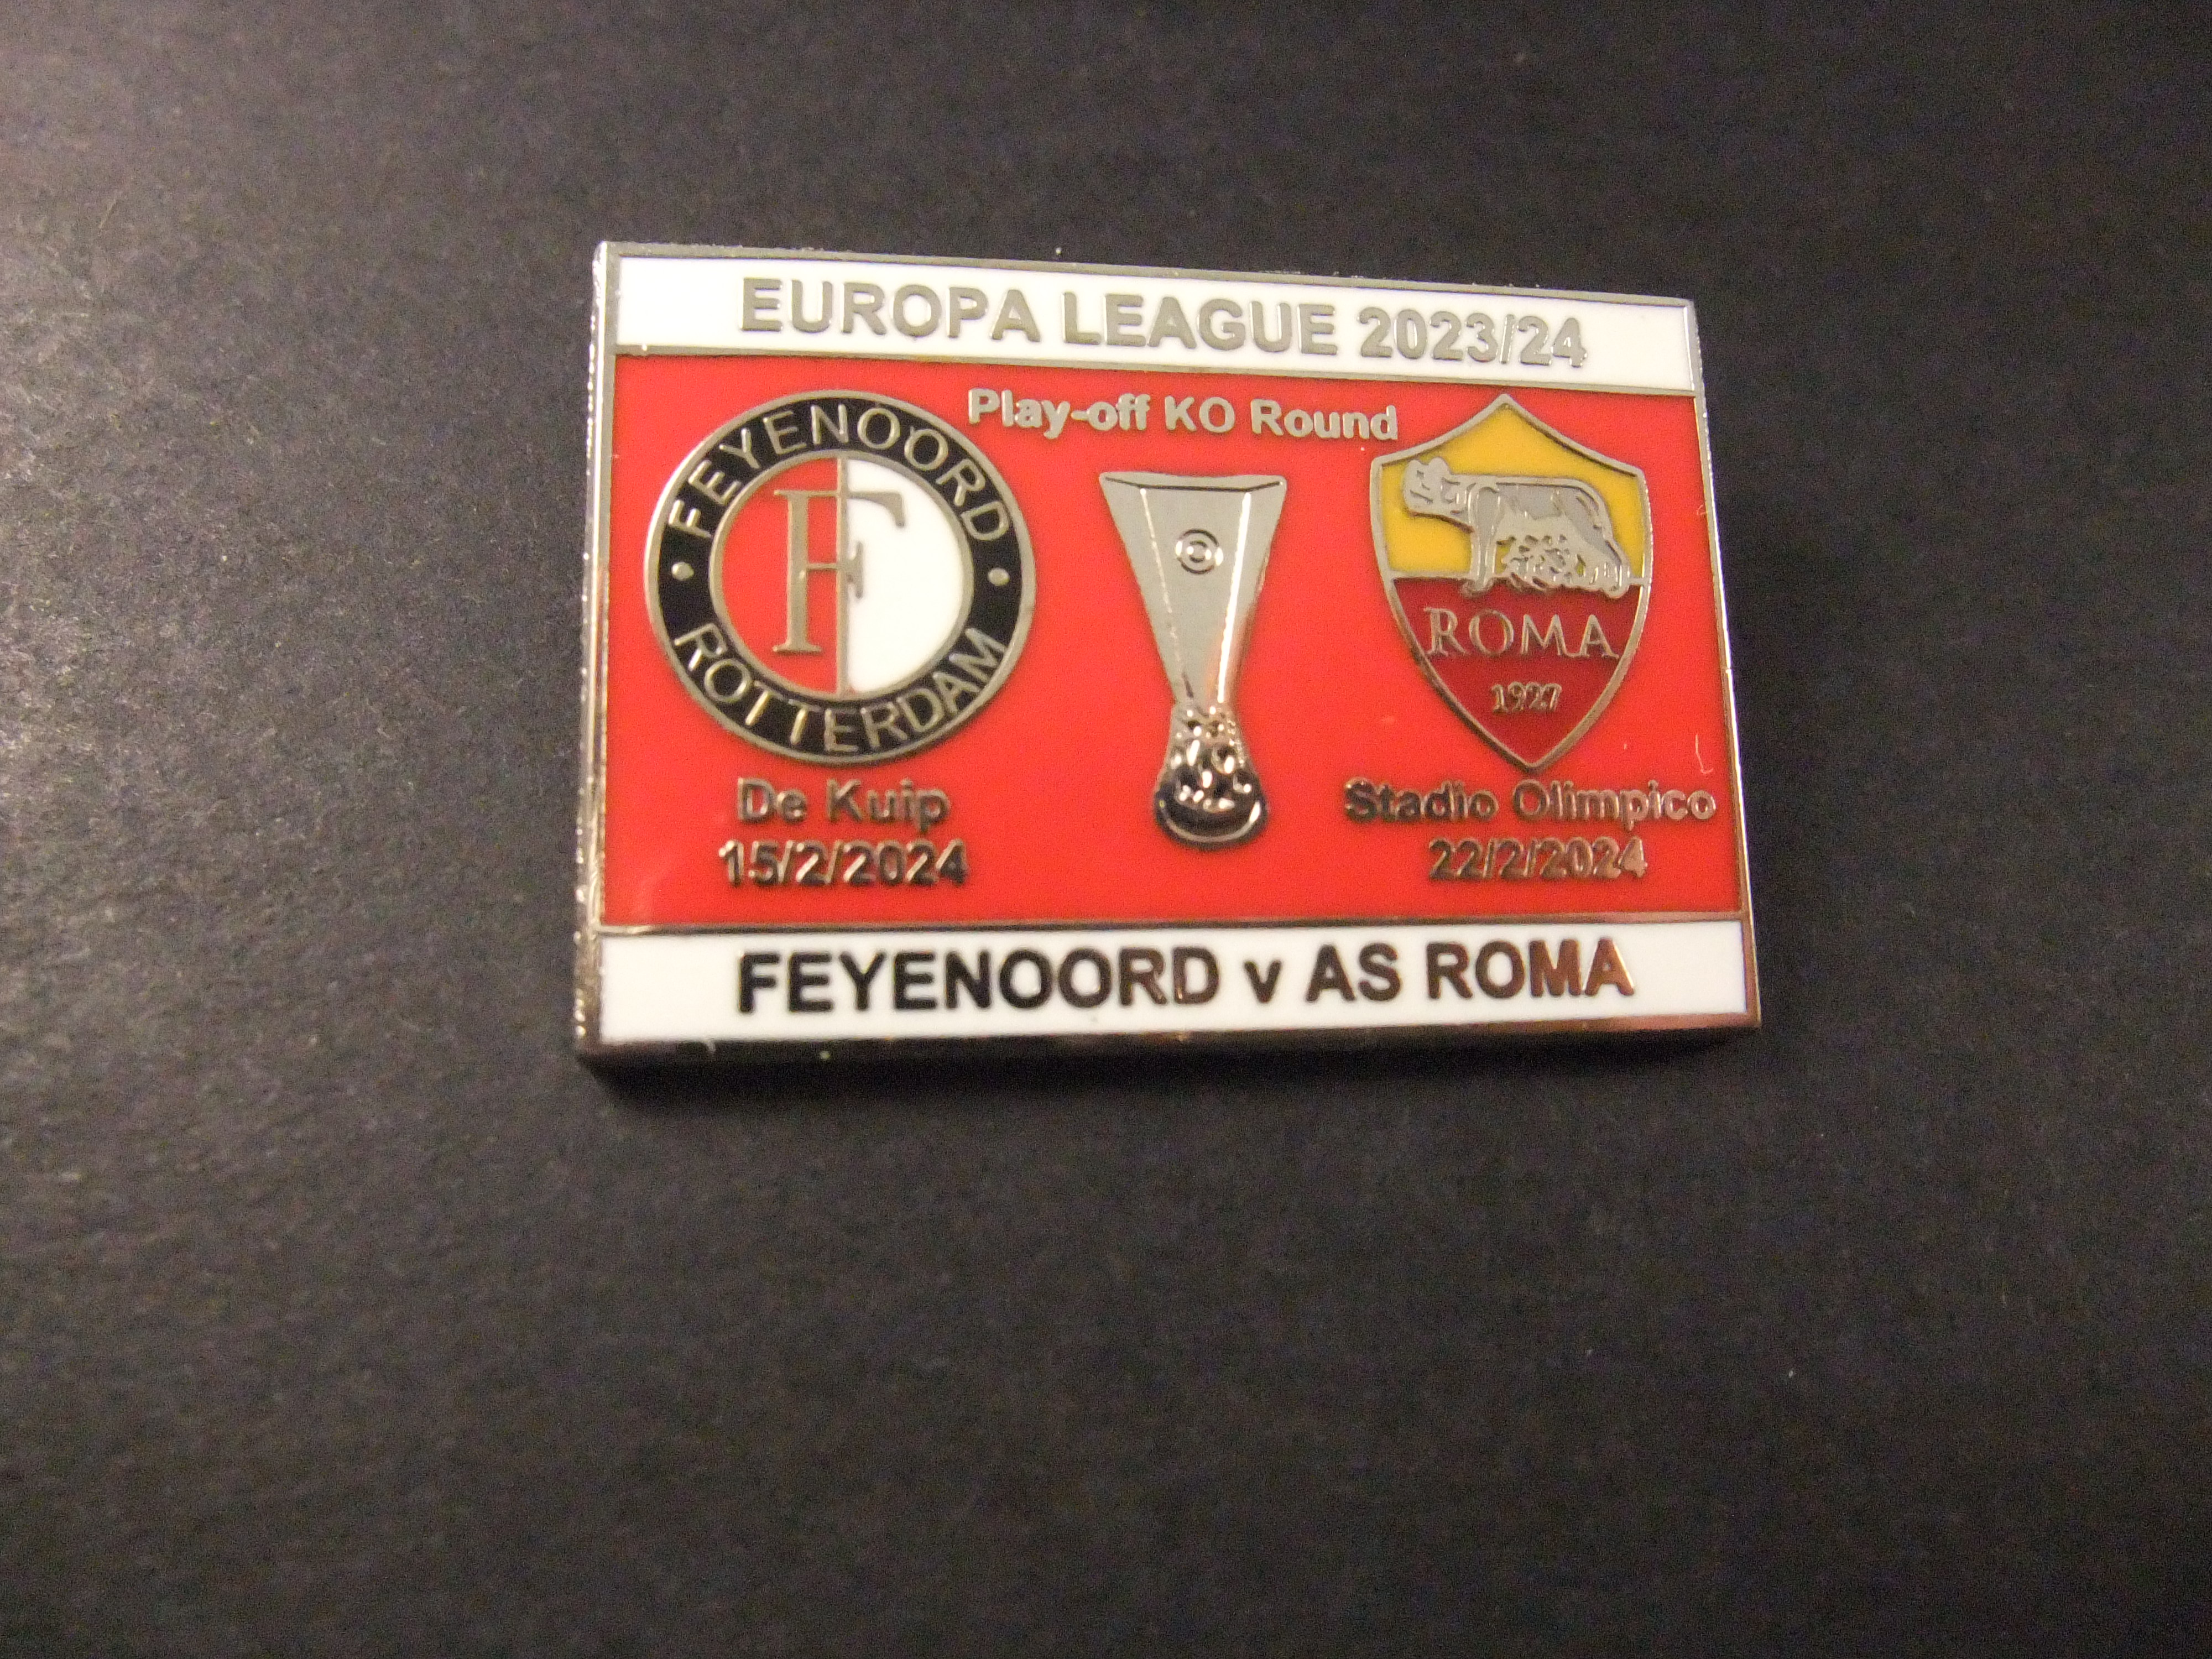 EUROPA LEAGUE 2023/24
Play-off KO Round
FEYENOORD
F
ROTTERDAM
ROMA
1927
De Kuip
15/2/2024
Stadio Olimpico
22/2/2024
FEYENOORD v AS ROMA